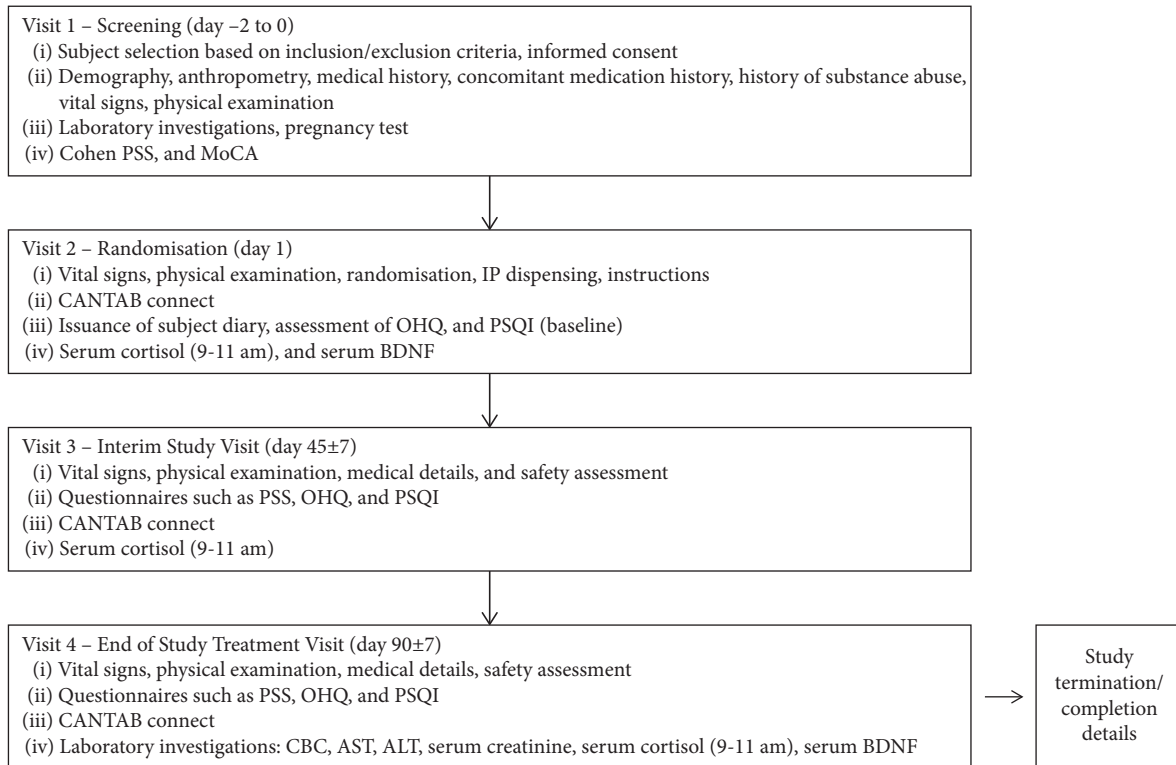 Visit 1 – Screening (day –2 to 0)
(i) Subject selection based on inclusion/exclusion criteria, informed consent
(ii) Demography, anthropometry, medical history, concomitant medication history, history of substance abuse,
vital signs, physical examination
(iii) Laboratory investigations, pregnancy test
(iv) Cohen PSS, and MoCA
Visit 2 – Randomisation (day 1)
(i) Vital signs, physical examination, randomisation, IP dispensing, instructions
(ii) CANTAB connect
(iii) Issuance of subject diary, assessment of OHQ, and PSQI (baseline)
(iv) Serum cortisol (9-11 am), and serum BDNF
Visit 3 – Interim Study Visit (day 45±7)
(i) Vital signs, physical examination, medical details, and safety assessment
(ii) Questionnaires such as PSS, OHQ, and PSQI
(iii) CANTAB connect
(iv) Serum cortisol (9-11 am)
Visit 4 – End of Study Treatment Visit (day 90±7)
(i) Vital signs, physical examination, medical details, safety assessment
(ii) Questionnaires such as PSS, OHQ, and PSQI
(iii) CANTAB connect
(iv) Laboratory investigations: CBC, AST, ALT, serum creatinine, serum cortisol (9-11 am), serum BDNF
Study
termination/
completion
details